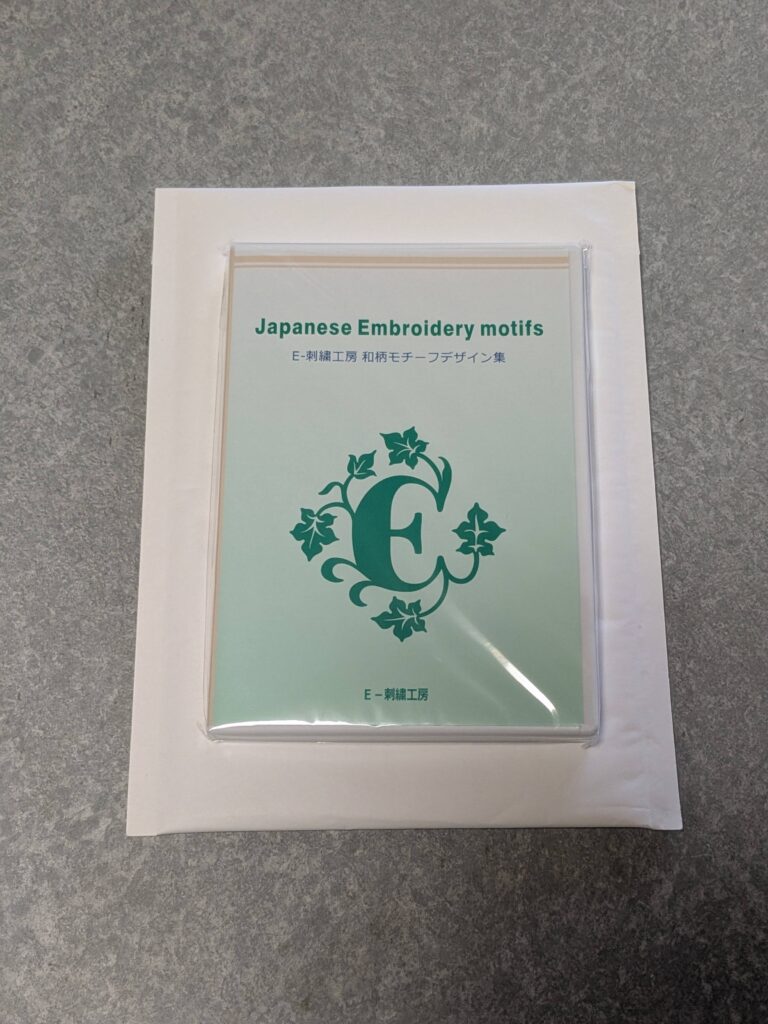 Japanese Embroidery motifs
E-刺繍工房 和柄モチーフデザイン集
E
E－刺繍工房